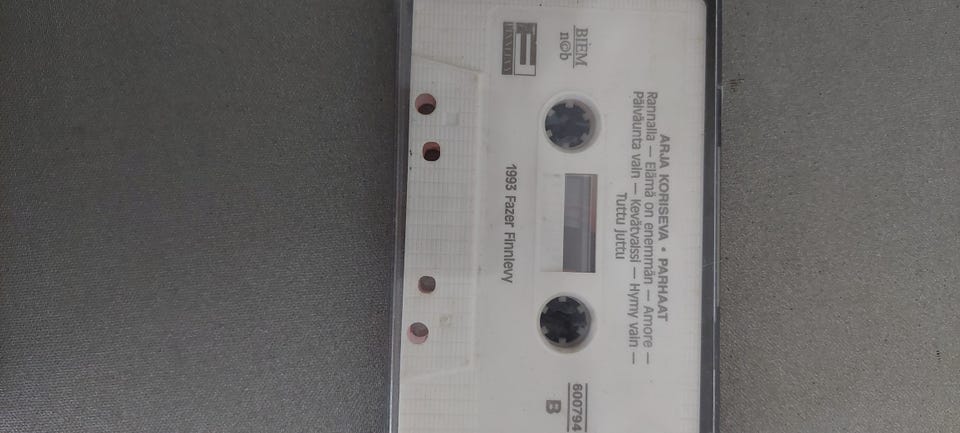 ARJA KORISEVA • PARHAAT
Rannalla — Elämä on enemmän — Amore —
Päiväunta vain — Kevätvalssi — Hymy vain —
Tuttu juttu
BIEM
n©b
FINNLEVY
600794
B
1993 Fazer Finnlevy